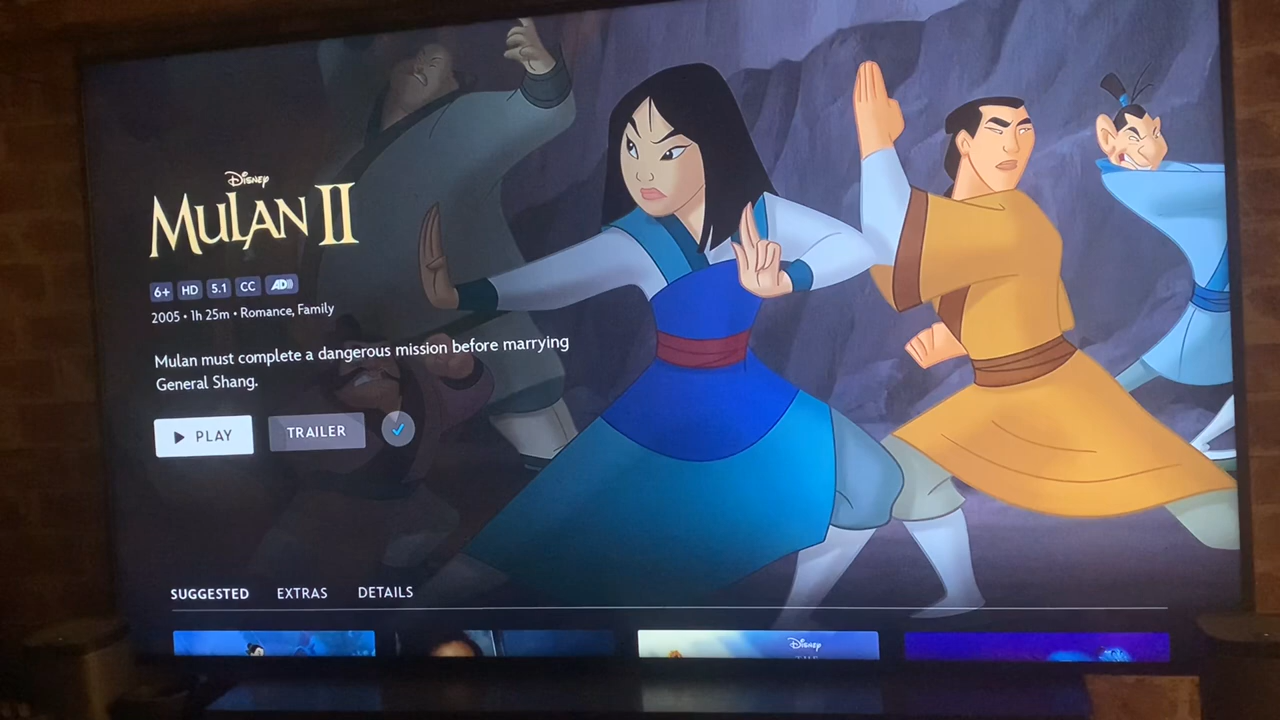 Disney
MULAN II
6+ HD 5.1 CC AD
2005 • 1h 25m • Romance, Family
Mulan must complete a dangerous mission before marrying
General Shang.
PLAY TRAILER
SUGGESTED EXTRAS DETAILS
Disney
THE